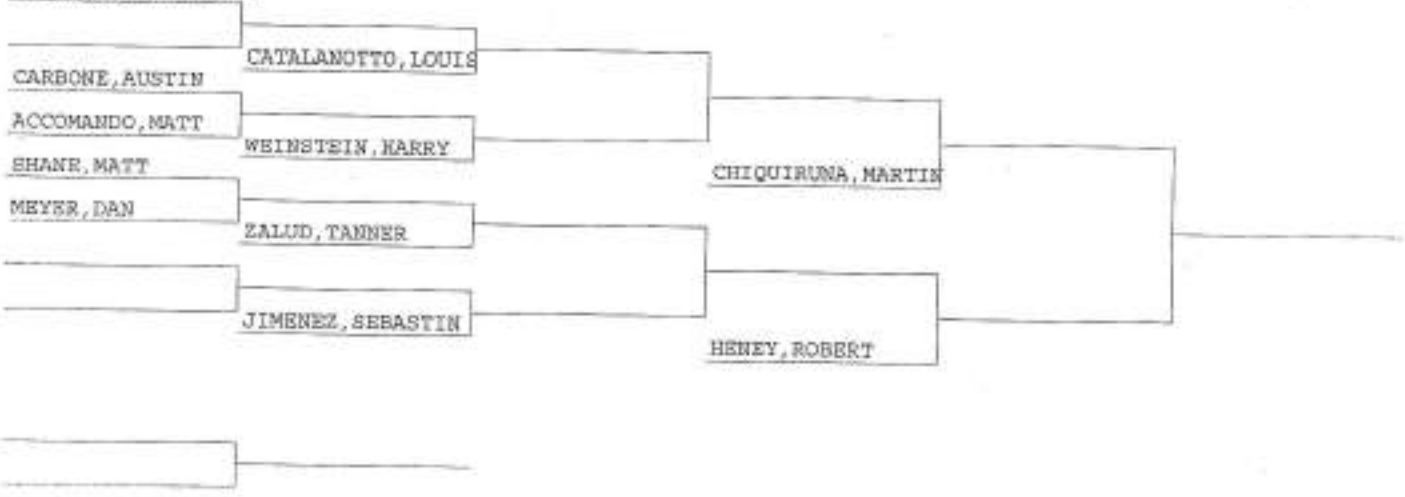 CATALANOTTO,LOUIS
CARBONE,AUSTIN
ACCOMANDO,MATT
WEINSTEIN,HARRY
SHANE,MATT
CHIQUIRUNA,MARTIN
MEYER,DAN
ZALUD,TANNER
JIMENEZ,SEBASTIN
HENEY,ROBERT